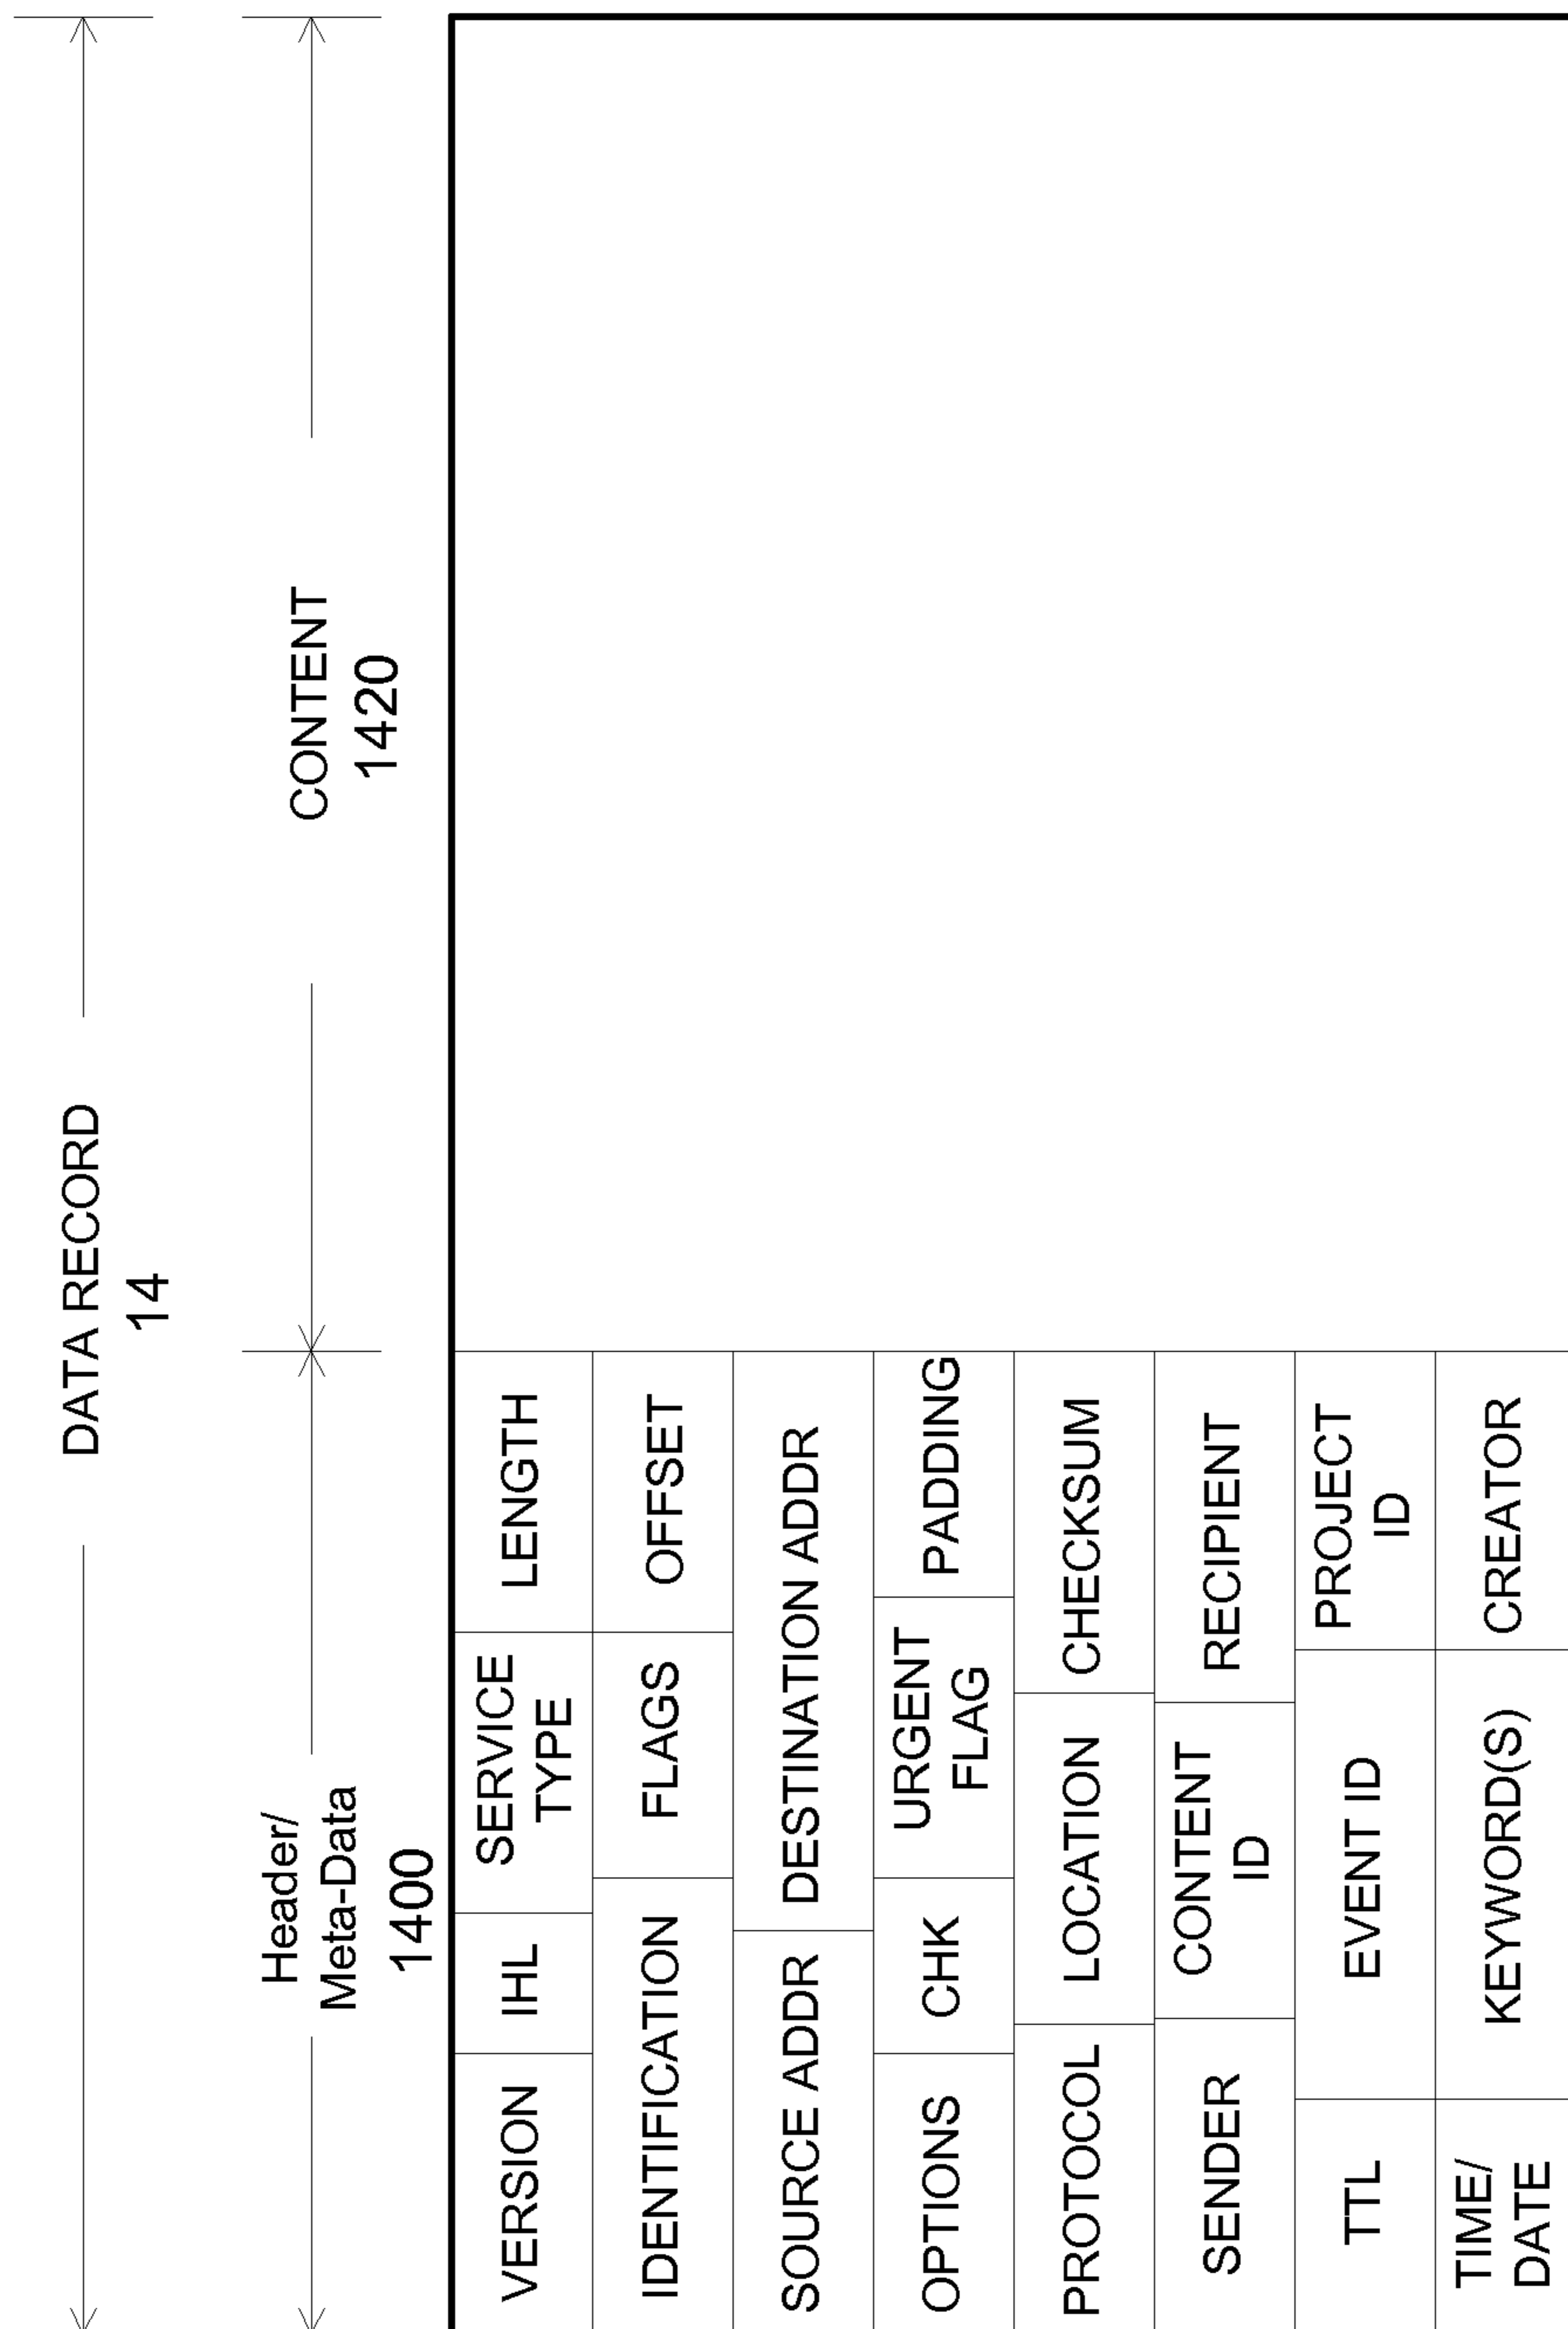 DATA RECORD
14
Header/
Meta-Data
1400
CONTENT
1420
VERSION
IHL
SERVICE
TYPE
LENGTH
IDENTIFICATION
FLAGS
OFFSET
SOURCE ADDR
DESTINATION ADDR
OPTIONS
CHK
URGENT
FLAG
PADDING
PROTOCOL
LOCATION
CHECKSUM
SENDER
CONTENT
ID
RECIPIENT
TTL
EVENT ID
PROJECT
ID
TIME/
DATE
KEYWORD(S)
CREATOR